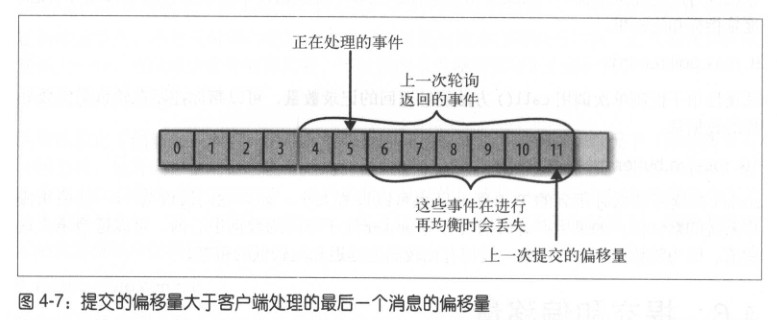 正在处理的事件
上一次轮询
返回的事件
0 1 2 3 4 5 6 7 8 9 10 11
这些事件在进行
再均衡时会丢失
上一次提交的偏移量
图 4-7：提交的偏移量大于客户端处理的最后一个消息的偏移量